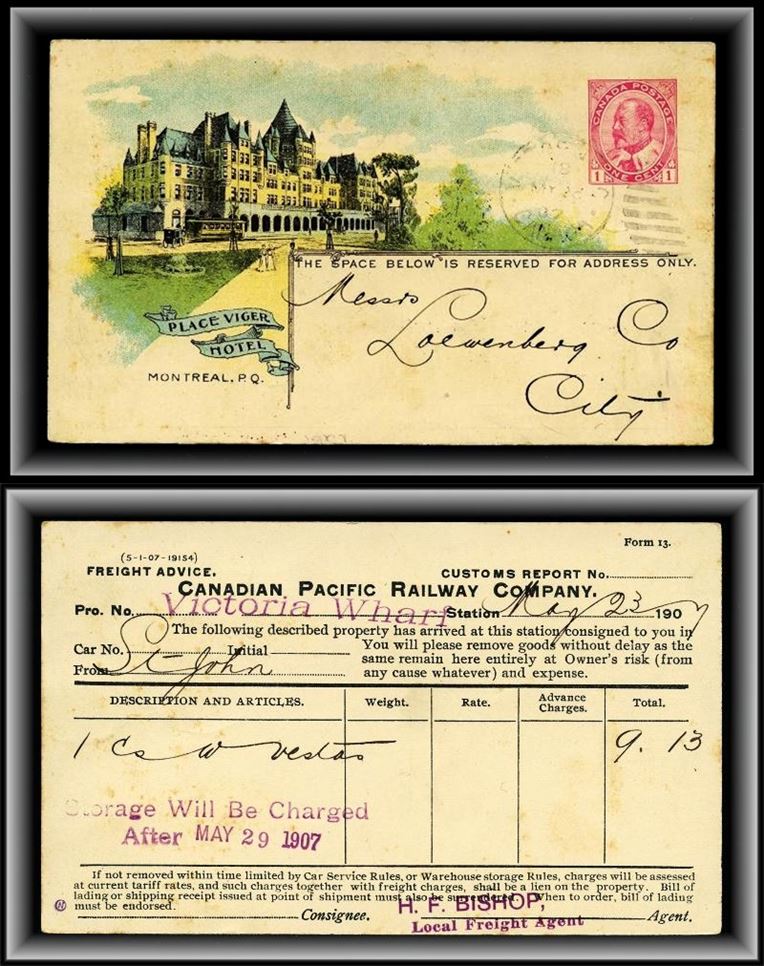 CANADA POSTAGE
1 ONE CENT 1
THE SPACE BELOW IS RESERVED FOR ADDRESS ONLY.
Messrs
Loewenberg Co
City
PLACE VIGER
HOTEL
MONTREAL. P.Q.
Form 13.
(5-1-07-19154)
FREIGHT ADVICE. CUSTOMS REPORT No.
CANADIAN PACIFIC RAILWAY COMPANY.
Pro. No. Victoria Wharf Station May 23 1907
The following described property has arrived at this station consigned to you in
Car No. Initial You will please remove goods without delay as the
From St John same remain here entirely at Owner's risk (from
any cause whatever) and expense.
DESCRIPTION AND ARTICLES. Weight. Rate. Advance Charges. Total.
1 Cs W Vestas 9. 13
Storage Will Be Charged
After MAY 29 1907
If not removed within time limited by Car Service Rules, or Warehouse storage Rules, charges will be assessed
at current tariff rates, and such charges together with freight charges, shall be a lien on the property. Bill of
lading or shipping receipt issued at point of shipment must also be surrendered. When to order, bill of lading
must be endorsed.
H. F. BISHOP,
Consignee. Agent.
Local Freight Agent